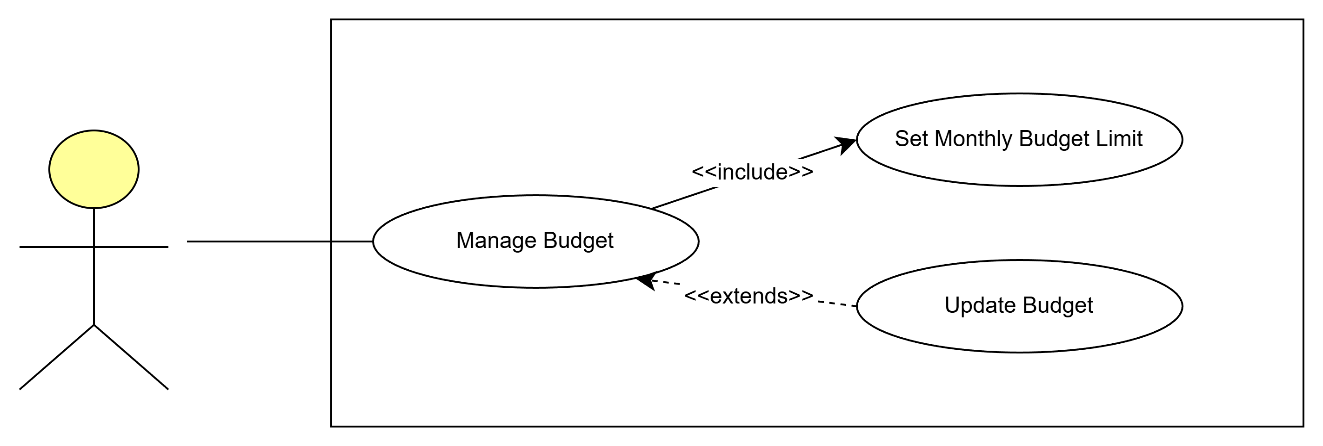 Set Monthly Budget Limit
<<include>>
Manage Budget
<<extends>>
Update Budget